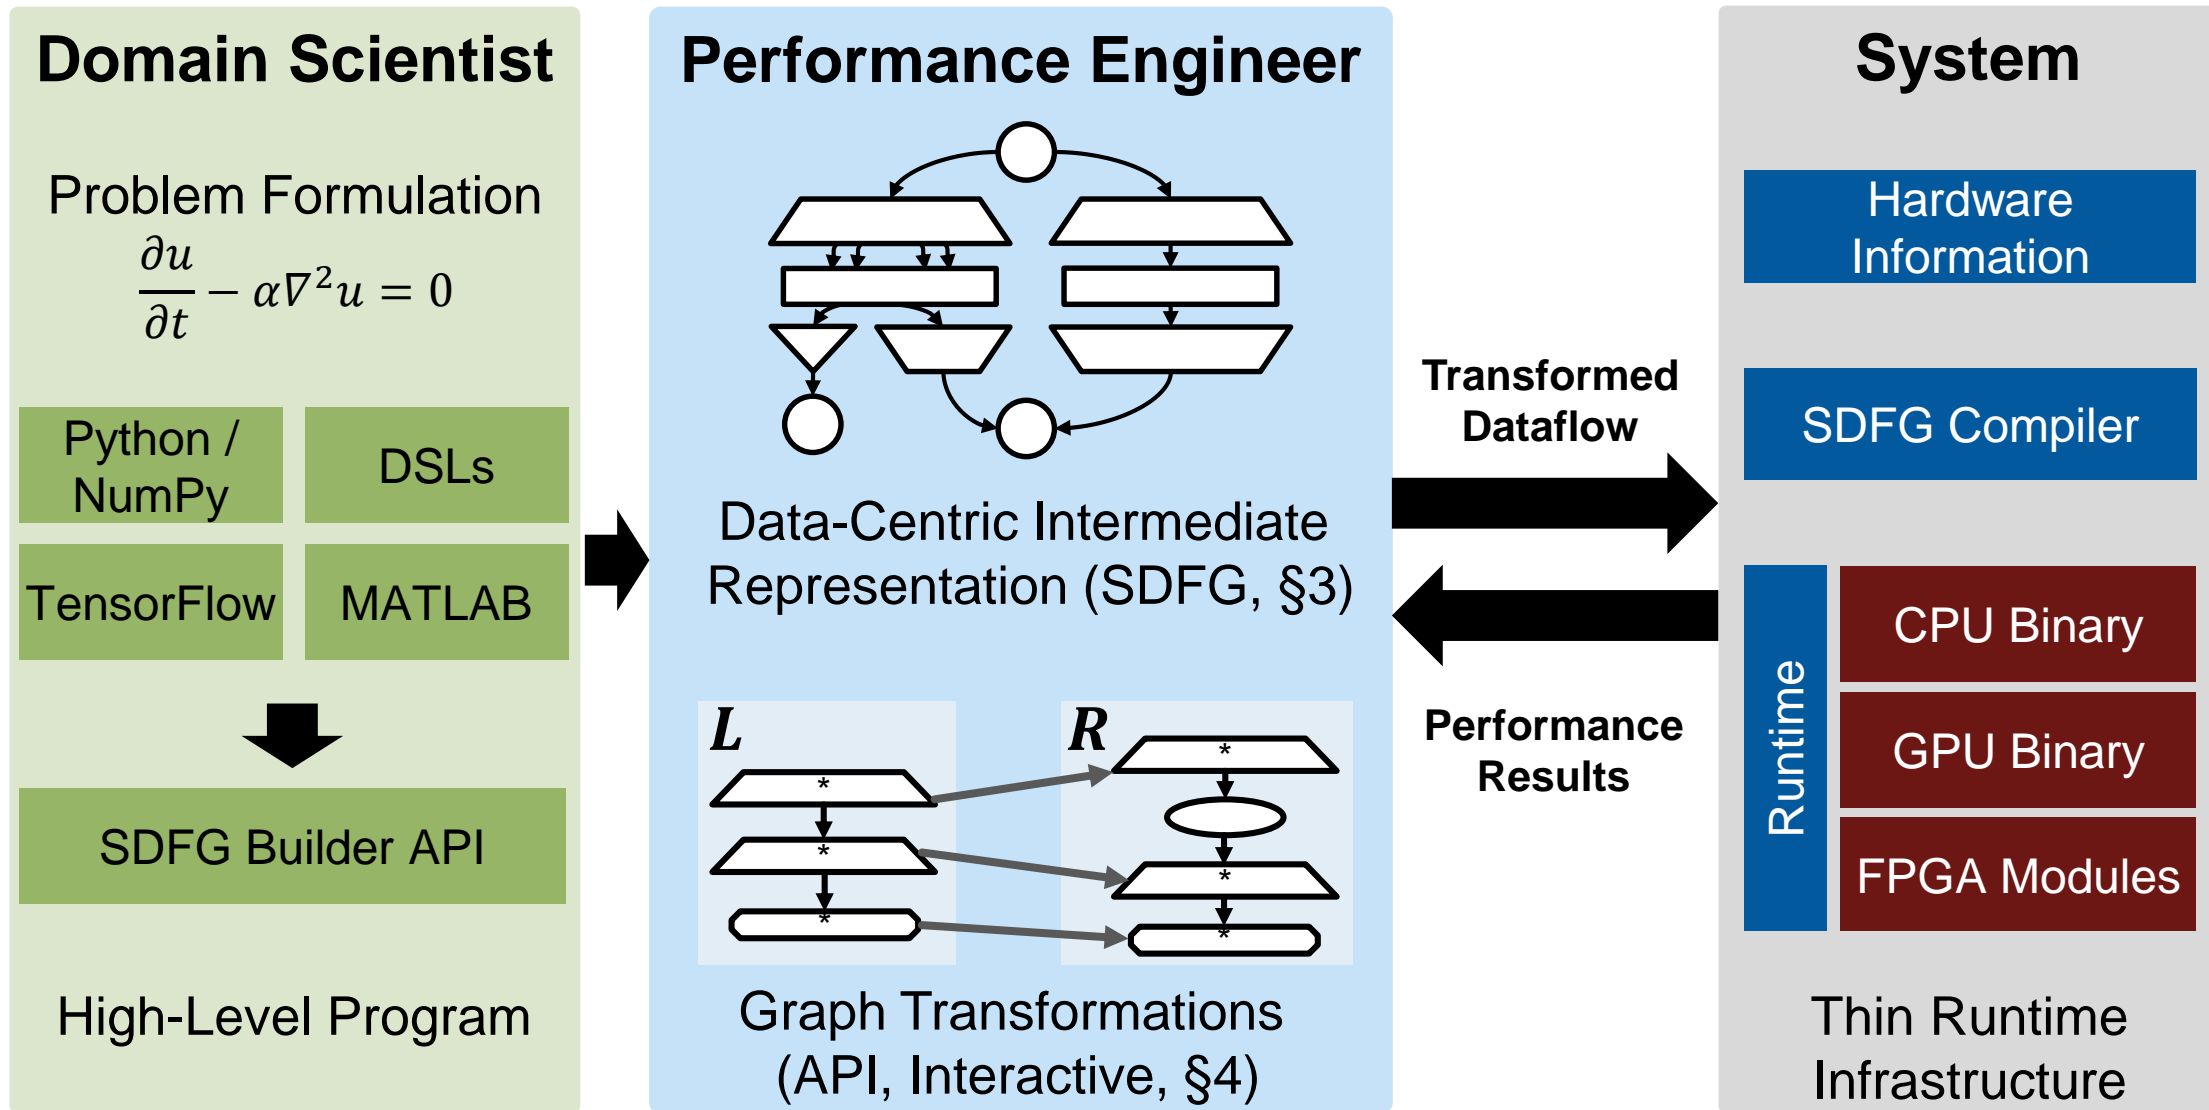 Domain Scientist
Problem Formulation
∂u/∂t − α∇²u = 0
Python /
NumPy
DSLs
TensorFlow
MATLAB
SDFG Builder API
High-Level Program
Performance Engineer
Data-Centric Intermediate
Representation (SDFG, §3)
L
*
*
*
R
*
*
*
Graph Transformations
(API, Interactive, §4)
Transformed
Dataflow
Performance
Results
System
Hardware
Information
SDFG Compiler
Runtime
CPU Binary
GPU Binary
FPGA Modules
Thin Runtime
Infrastructure